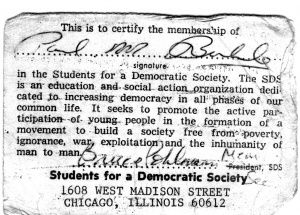 This is to certify the membership of
Paul
signature
in the Students for a Democratic Society. The SDS
is an education and social action organization dedi
cated to increasing democracy in all phases of our
common life. It seeks to promote the active par
ticipation of young people in the formation of a
movement to build a society free from poverty,
ignorance, war, exploitation and the inhumanity of
man to man.
President, SDS
Students for a Democratic Society
1608 WEST MADISON STREET
CHICAGO, ILLINOIS 60612